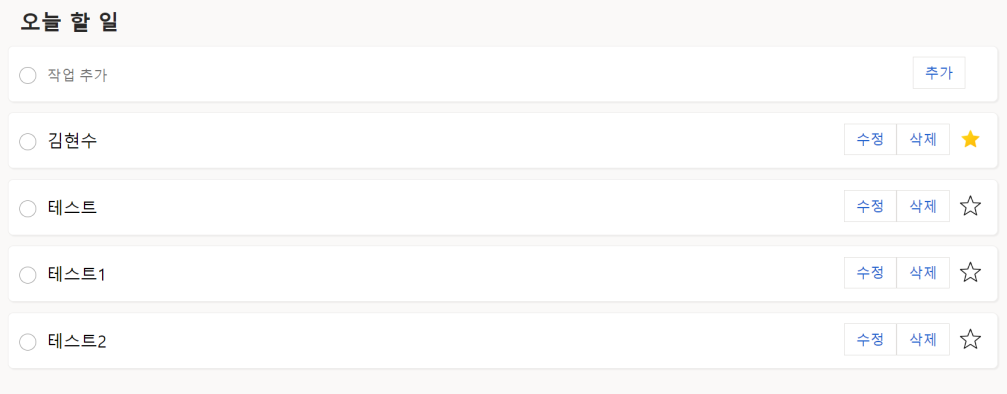 오늘 할 일
작업 추가 추가
김현수 수정 삭제
테스트 수정 삭제
테스트1 수정 삭제
테스트2 수정 삭제